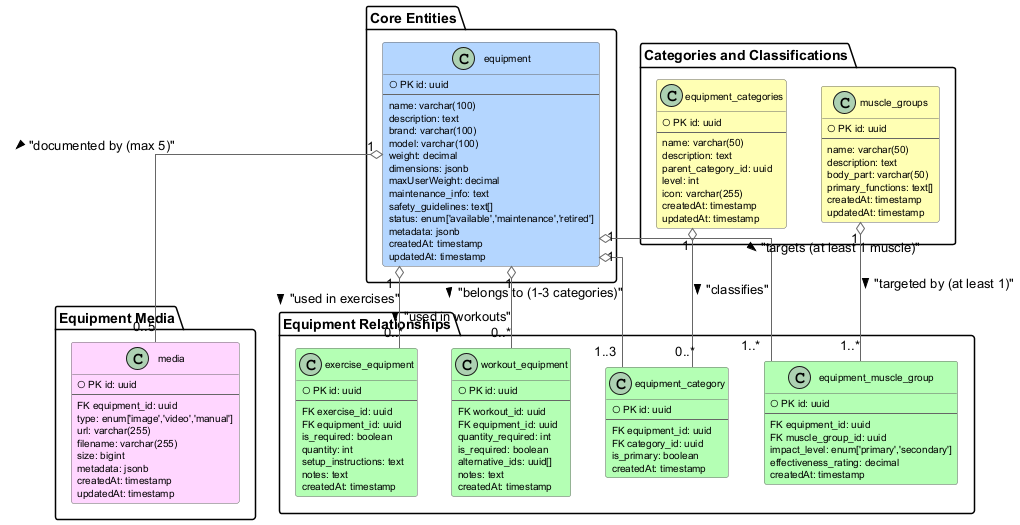 Core Entities
C equipment
PK id: uuid
name: varchar(100)
description: text
brand: varchar(100)
model: varchar(100)
weight: decimal
dimensions: jsonb
maxUserWeight: decimal
maintenance_info: text
safety_guidelines: text[]
status: enum['available','maintenance','retired']
metadata: jsonb
createdAt: timestamp
updatedAt: timestamp
Categories and Classifications
C equipment_categories
PK id: uuid
name: varchar(50)
description: text
parent_category_id: uuid
level: int
icon: varchar(255)
createdAt: timestamp
updatedAt: timestamp
C muscle_groups
PK id: uuid
name: varchar(50)
description: text
body_part: varchar(50)
primary_functions: text[]
createdAt: timestamp
updatedAt: timestamp
"documented by (max 5)"
1
1
1
1
1
1
1
"targets (at least 1 muscle)"
"used in exercises"
"belongs to (1-3 categories)"
"classifies"
"targeted by (at least 1)"
"used in workouts"
0..5
0..*
0..*
1..3
0..*
1..*
1..*
Equipment Media
C media
PK id: uuid
FK equipment_id: uuid
type: enum['image','video','manual']
url: varchar(255)
filename: varchar(255)
size: bigint
metadata: jsonb
createdAt: timestamp
updatedAt: timestamp
Equipment Relationships
C exercise_equipment
PK id: uuid
FK exercise_id: uuid
FK equipment_id: uuid
is_required: boolean
quantity: int
setup_instructions: text
notes: text
createdAt: timestamp
C workout_equipment
PK id: uuid
FK workout_id: uuid
FK equipment_id: uuid
quantity_required: int
is_required: boolean
alternative_ids: uuid[]
notes: text
createdAt: timestamp
C equipment_category
PK id: uuid
FK equipment_id: uuid
FK category_id: uuid
is_primary: boolean
createdAt: timestamp
C equipment_muscle_group
PK id: uuid
FK equipment_id: uuid
FK muscle_group_id: uuid
impact_level: enum['primary','secondary']
effectiveness_rating: decimal
createdAt: timestamp